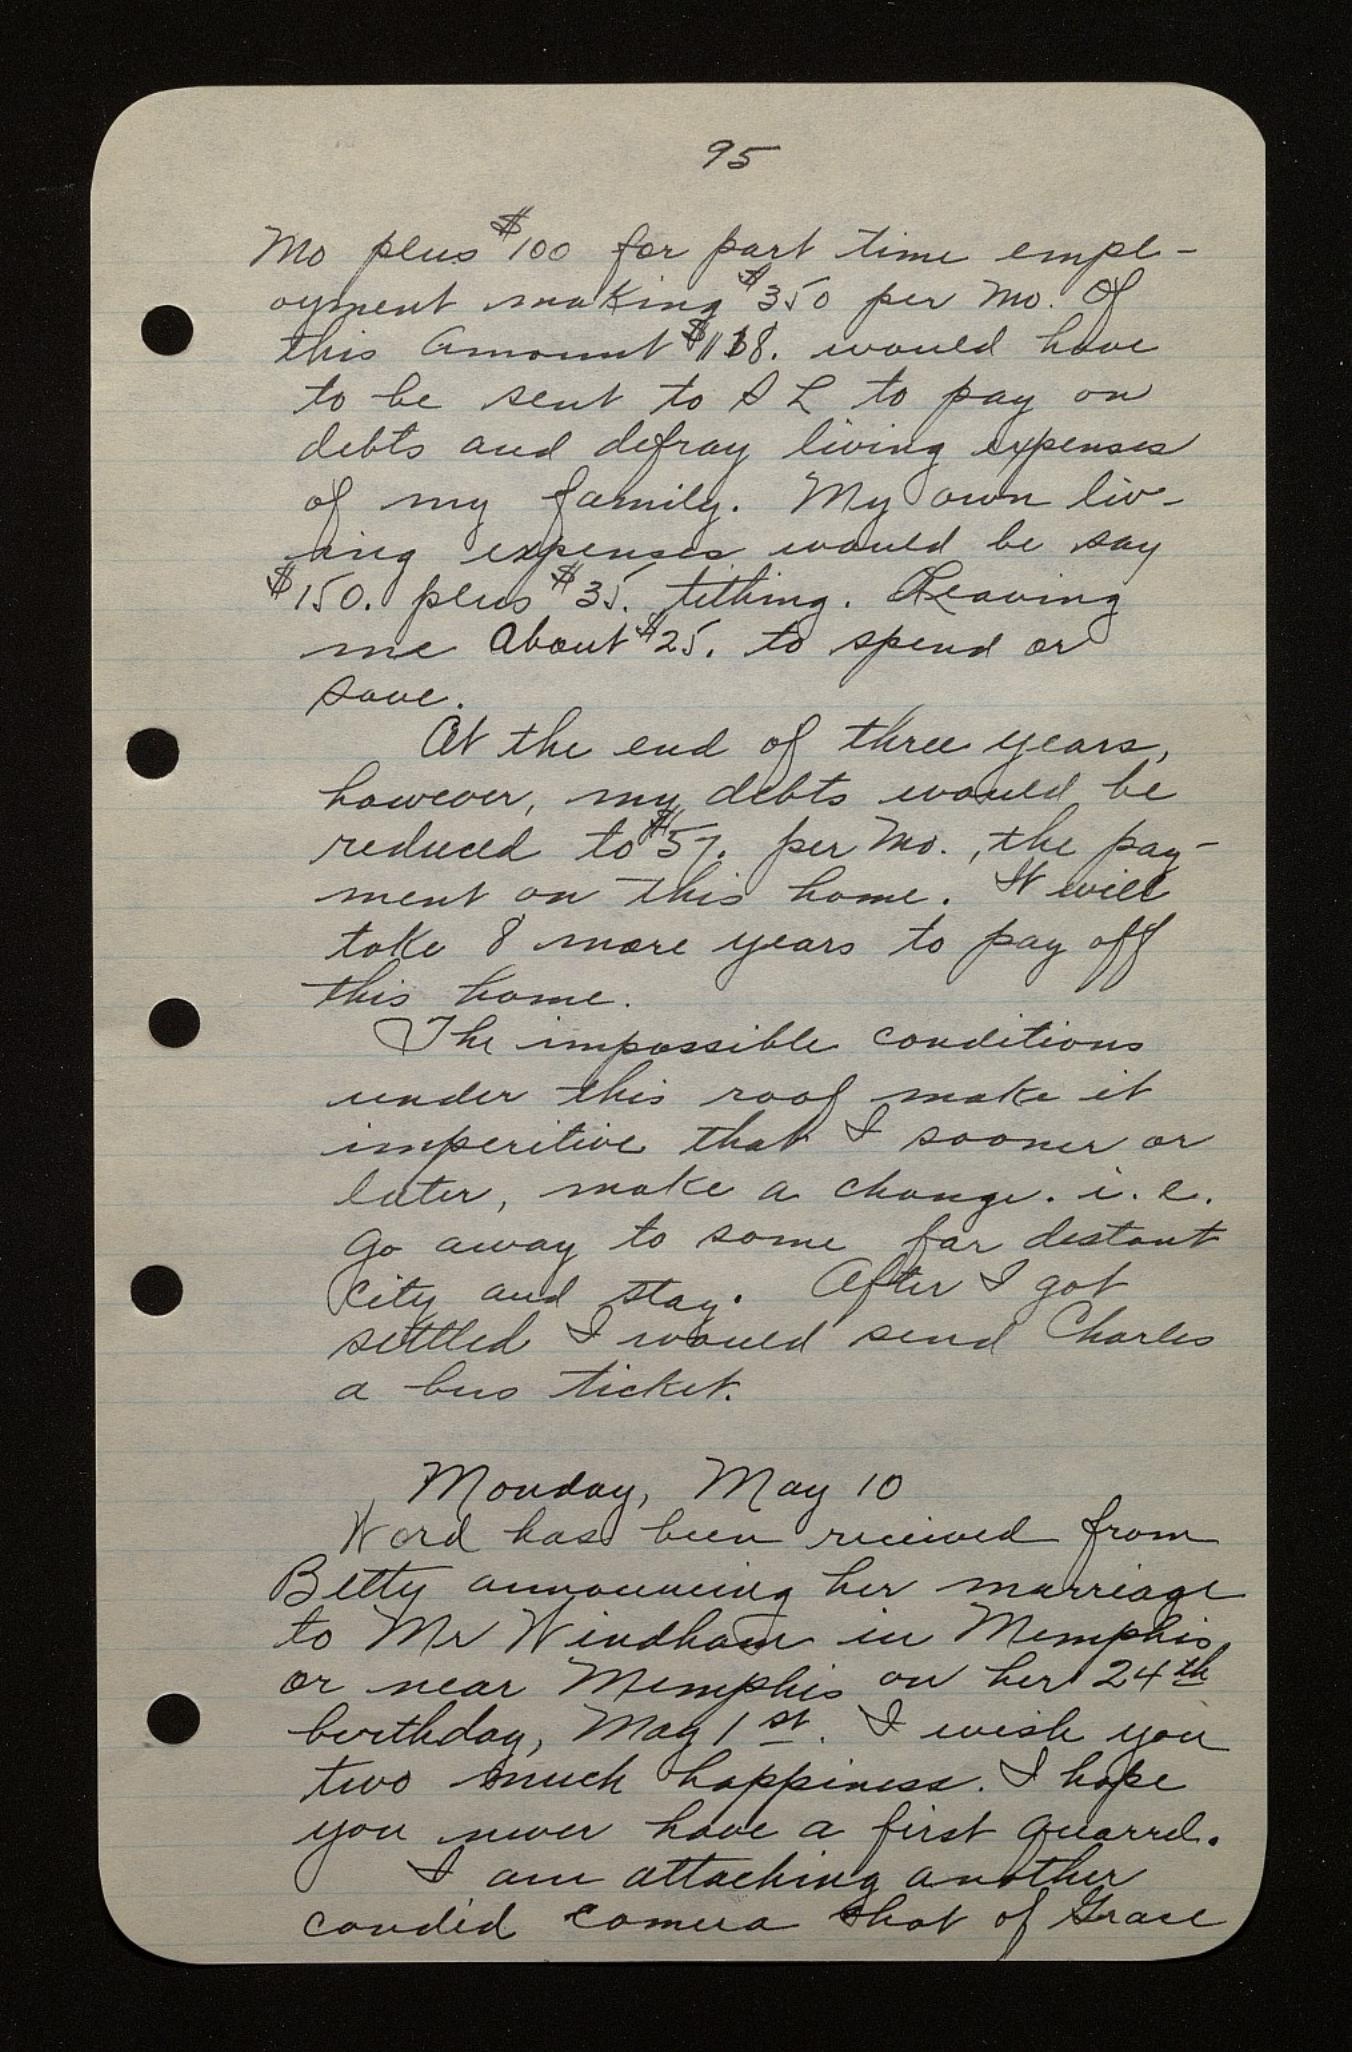 95
Mo plus $100 for part time empl-
oyment making $350 per Mo. Of
this amount $118. would have
to be sent to S L to pay on
debts and defray living expenses
of my family. My own liv-
ing expenses would be say
$150. plus $35. tithing. Leaving
me about $25. to spend or
save.
At the end of three years,
however, my debts would be
reduced to $57. per Mo., the pay-
ment on this home. It will
take 8 more years to pay off
this home.
The impossible conditions
under this roof make it
imperitive that I sooner or
later, make a change. i.e.
go away to some far distant
city and stay. After I got
settled I would send Charles
a bus ticket.
Monday, May 10
Word has been received from
Betty announcing her marriage
to Mr Windham in Memphis,
or near Memphis on her 24th
birthday, May 1st. I wish you
two much happiness. I hope
you never have a first quarrel.
I am attaching another
candid camera shot of Grace